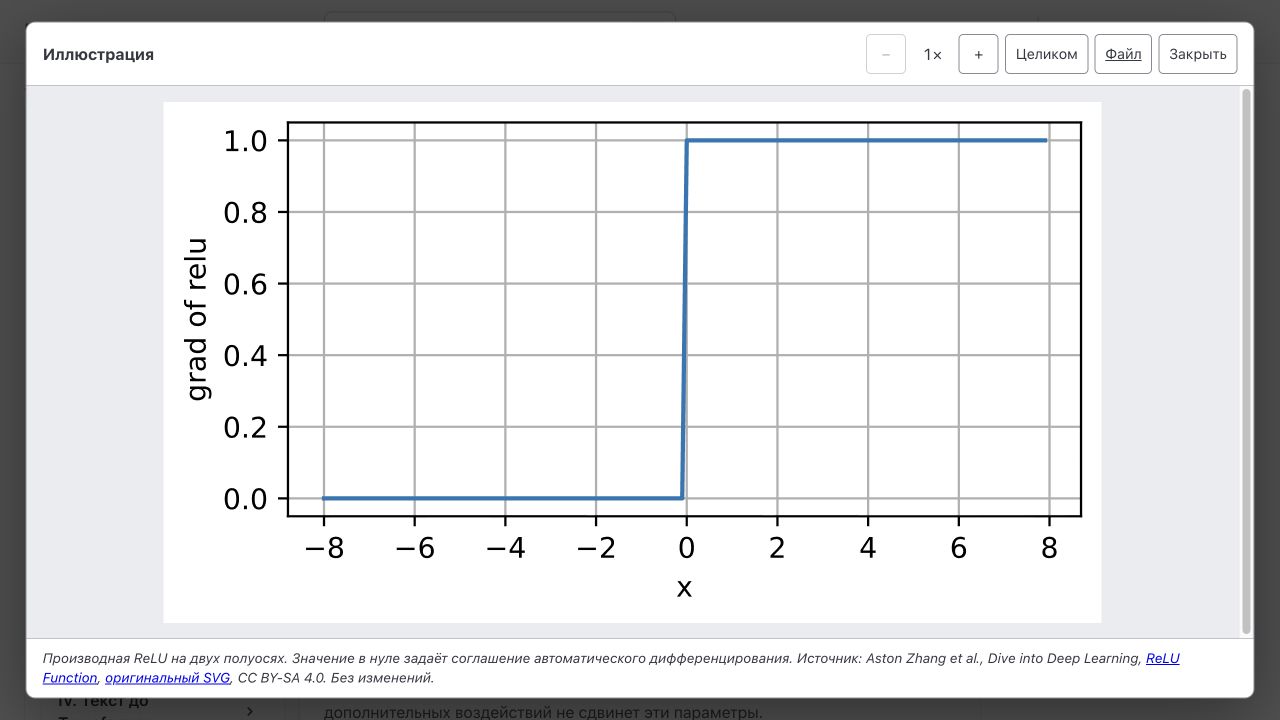 Иллюстрация
−
1×
+
Целиком
Файл
Закрыть
1.0
0.8
0.6
0.4
0.2
0.0
grad of relu
−8 −6 −4 −2 0 2 4 6 8
x
Производная ReLU на двух полуосях. Значение в нуле задаёт соглашение автоматического дифференцирования. Источник: Aston Zhang et al., Dive into Deep Learning, ReLU
Function, оригинальный SVG, CC BY-SA 4.0. Без изменений.
IV. Текст до
дополнительных воздействий не сдвинет эти параметры.